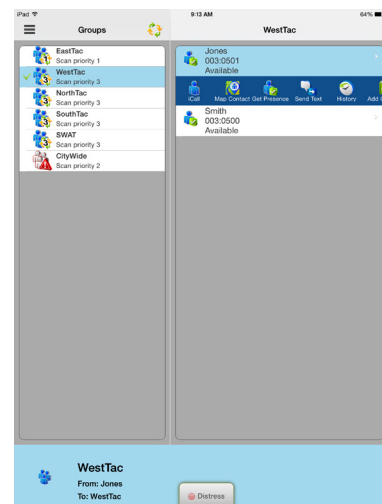 iPad
9:13 AM
64%
Groups
WestTac
EastTac
Scan priority 1
WestTac
Scan priority 3
NorthTac
Scan priority 3
SouthTac
Scan priority 3
SWAT
Scan priority 3
CityWide
Scan priority 2
Jones
003:0501
Available
iCall
Map Contact
Get Presence
Send Text
History
Add
Smith
003:0500
Available
WestTac
From: Jones
To: WestTac
Distress